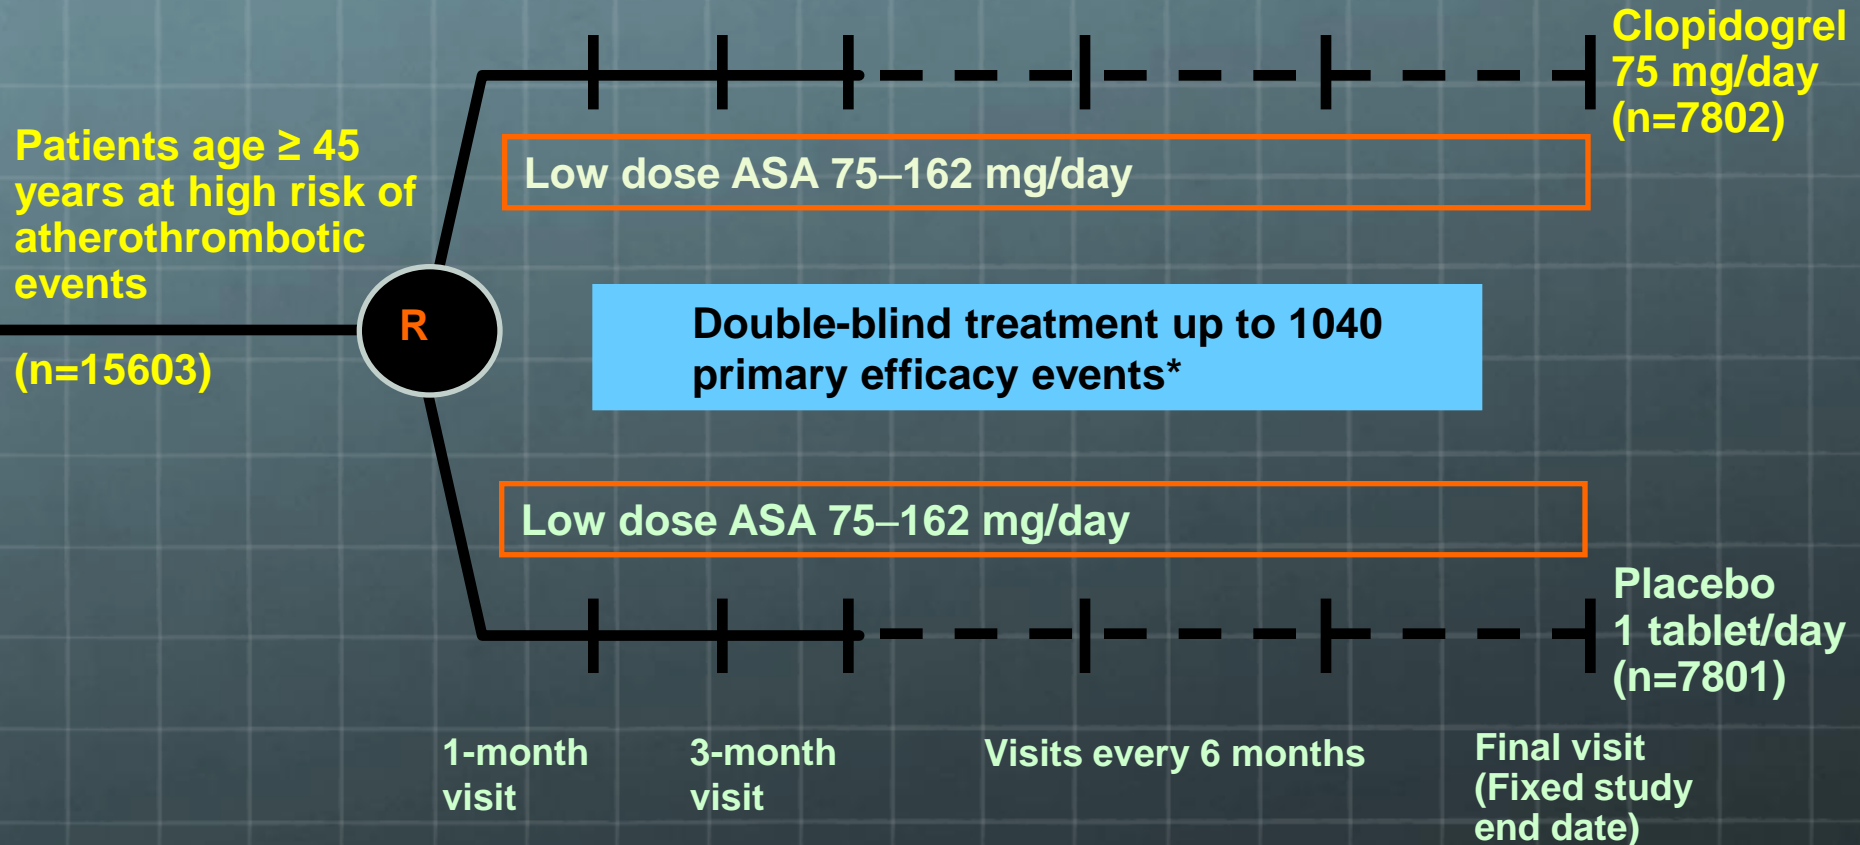 Clopidogrel
75 mg/day
(n=7802)
Patients age ≥ 45
years at high risk of
atherothrombotic
events
(n=15603)
Low dose ASA 75–162 mg/day
R
Double-blind treatment up to 1040
primary efficacy events*
Low dose ASA 75–162 mg/day
Placebo
1 tablet/day
(n=7801)
1-month
visit
3-month
visit
Visits every 6 months
Final visit
(Fixed study
end date)